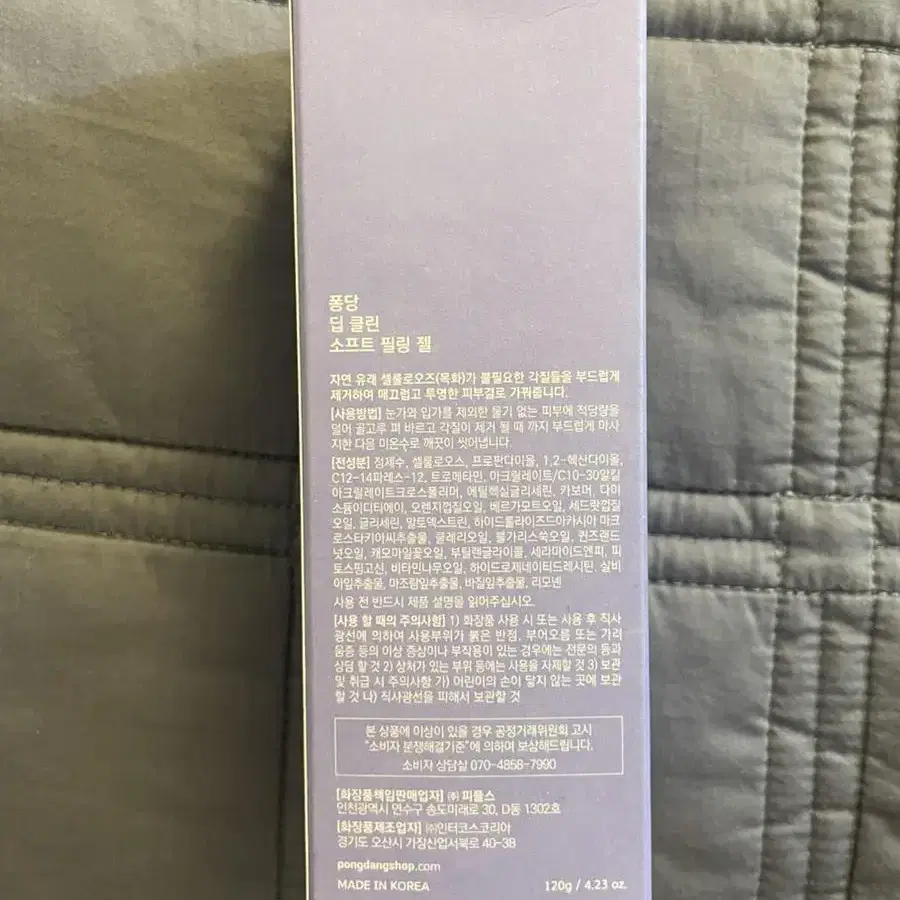 퐁당
딥 클린
소프트 필링 젤
자연 유래 셀룰로오즈(목화)가 불필요한 각질들을 부드럽게
제거하여 매끄럽고 투명한 피부결로 가꿔줍니다.
[사용방법] 눈가와 입가를 제외한 물기 없는 피부에 적당량을
덜어 골고루 펴 바르고 각질이 제거 될 때 까지 부드럽게 마사
지한 다음 미온수로 깨끗이 씻어냅니다.
[전성분] 정제수, 셀룰로오스, 프로판다이올, 1,2-헥산다이올,
C12-14파레스-12, 트로메타민, 아크릴레이트/C10-30알킬
아크릴레이트크로스폴리머, 에틸헥실글리세린, 카보머, 다이
소듐이디티에이, 오렌지껍질오일, 베르가모트오일, 세드랏껍질
오일, 글리세린, 말토덱스트린, 하이드롤라이즈드아카시아 마크
로스타키아씨추출물, 클레리오일, 불가리스쑥오일, 퀸즈랜드
넛오일, 캐모마일꽃오일, 부틸렌글라이콜, 세라마이드엔피, 피
토스핑고신, 비타민나무오일, 하이드로제네이티드레시틴, 실비
아잎추출물, 마조람잎추출물, 바질잎추출물, 리모넨
사용 전 반드시 제품 설명을 읽어주십시오.
[사용 할 때의 주의사항] 1) 화장품 사용 시 또는 사용 후 직사
광선에 의하여 사용부위가 붉은 반점, 부어오름 또는 가려
움증 등의 이상 증상이나 부작용이 있는 경우에는 전문의 등과
상담 할 것 2) 상처가 있는 부위 등에는 사용을 자제할 것 3) 보관
및 취급 시 주의사항 가) 어린이의 손이 닿지 않는 곳에 보관
할 것 나) 직사광선을 피해서 보관할 것
본 상품에 이상이 있을 경우 공정거래위원회 고시
“소비자 분쟁해결기준”에 의하여 보상해드립니다.
소비자 상담실 070-4858-7990
[화장품책임판매업자] ㈜ 피플스
인천광역시 연수구 송도미래로 30, D동 1302호
[화장품제조업자] ㈜인터코스코리아
경기도 오산시 가장산업서북로 40-38
pongdangshop.com
MADE IN KOREA 120g / 4.23 oz.